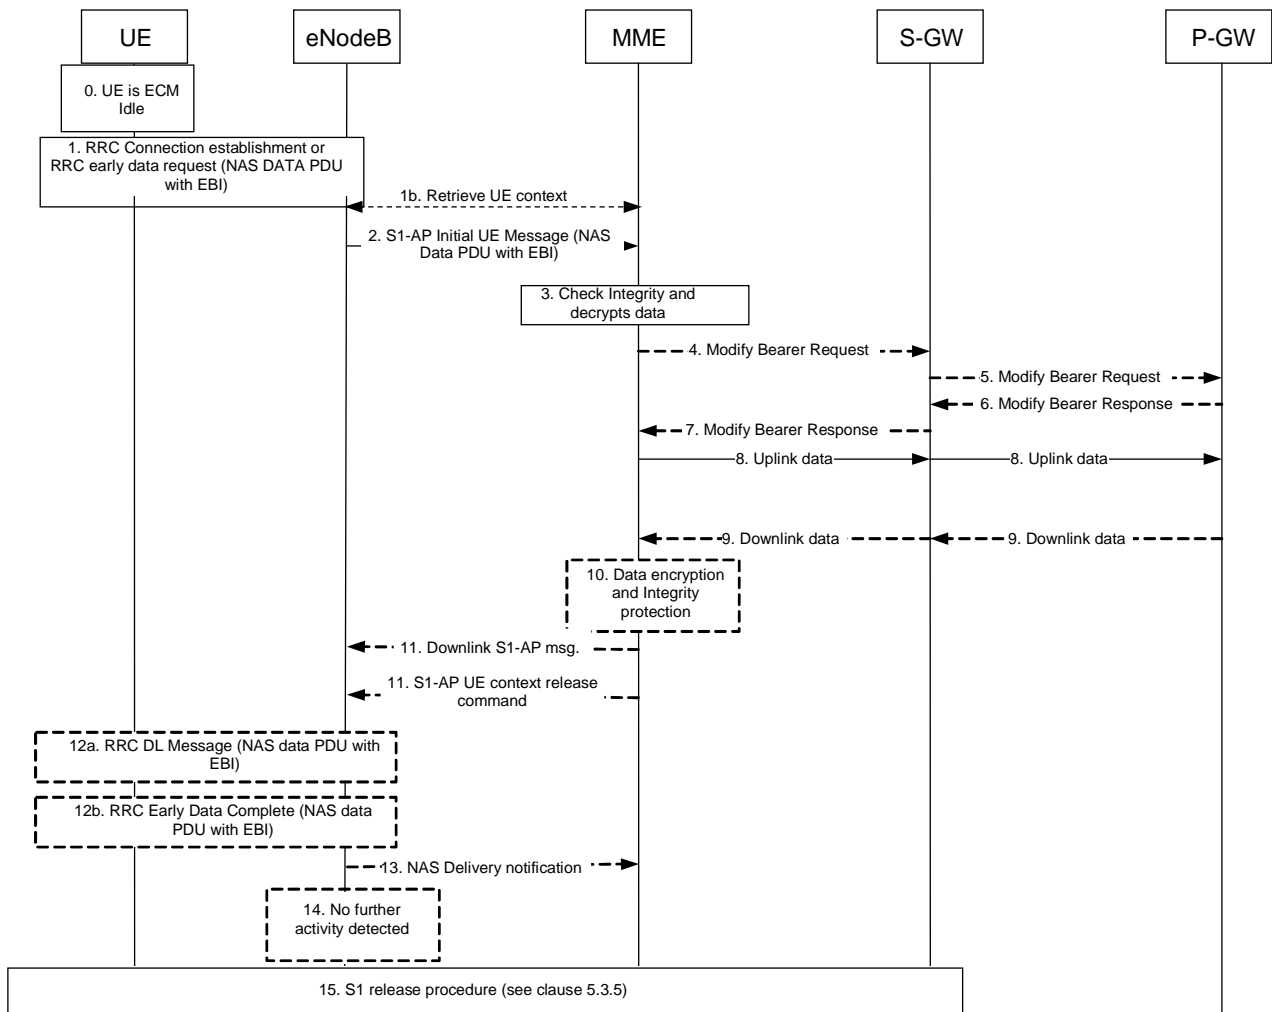 UE
eNodeB
MME
S-GW
P-GW
0. UE is ECM
Idle
1. RRC Connection establishment or
RRC early data request (NAS DATA PDU
with EBI)
1b. Retrieve UE context
2. S1-AP Initial UE Message (NAS
Data PDU with EBI)
3. Check Integrity and
decrypts data
4. Modify Bearer Request
5. Modify Bearer Request
6. Modify Bearer Response
7. Modify Bearer Response
8. Uplink data
8. Uplink data
9. Downlink data
9. Downlink data
10. Data encryption
and Integrity
protection
11. Downlink S1-AP msg.
11. S1-AP UE context release
command
12a. RRC DL Message (NAS data PDU with
EBI)
12b. RRC Early Data Complete (NAS data
PDU with EBI)
13. NAS Delivery notification
14. No further
activity detected
15. S1 release procedure (see clause 5.3.5)